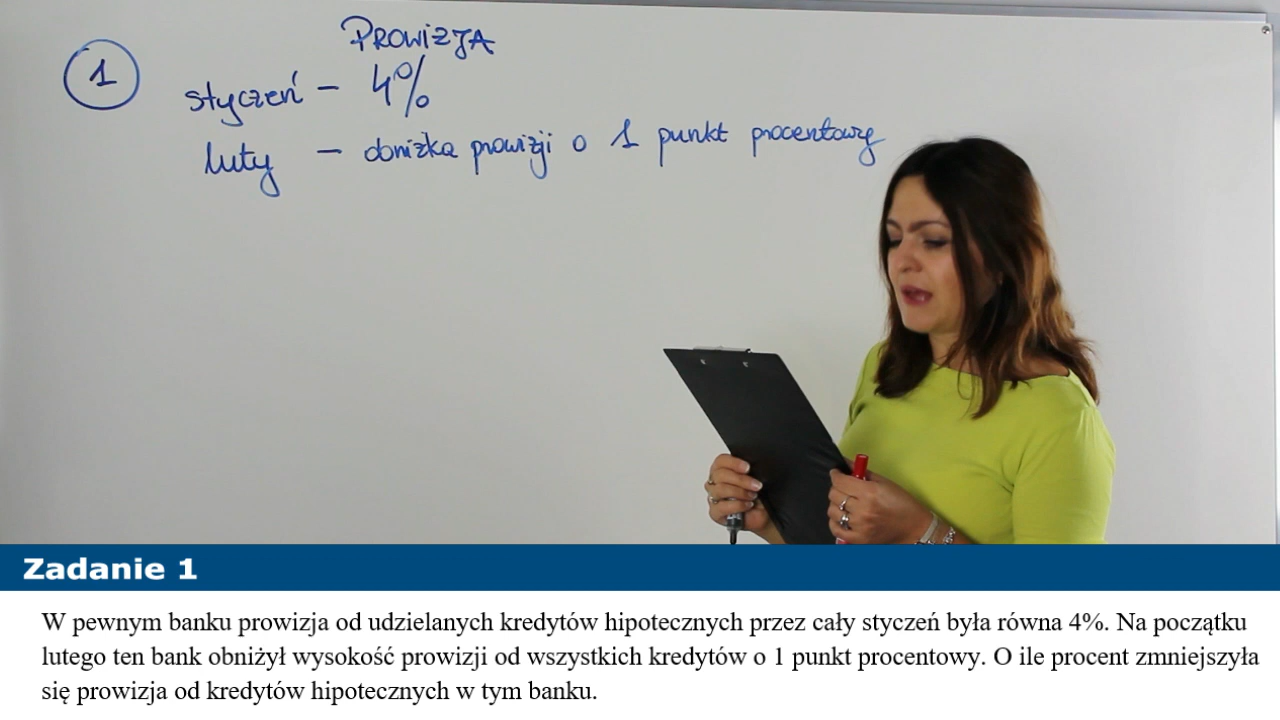 1
PROWIZJA
styczeń – 4%
luty – obniżka prowizji o 1 punkt procentowy
Zadanie 1
W pewnym banku prowizja od udzielanych kredytów hipotecznych przez cały styczeń była równa 4%. Na początku
lutego ten bank obniżył wysokość prowizji od wszystkich kredytów o 1 punkt procentowy. O ile procent zmniejszyła
się prowizja od kredytów hipotecznych w tym banku.